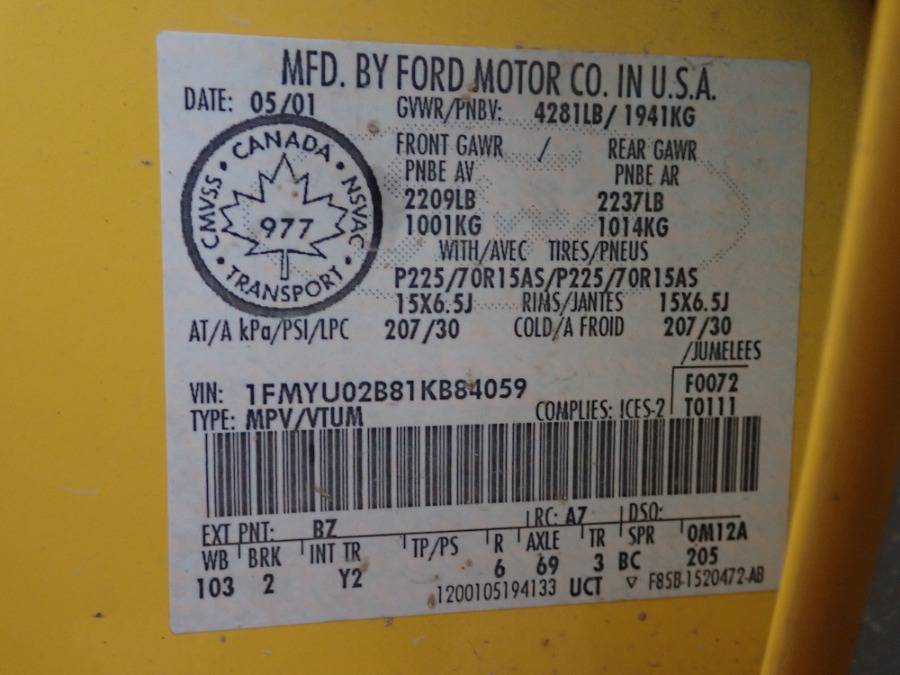 MFD. BY FORD MOTOR CO. IN U.S.A.
DATE: 05/01 GVWR/PNBV: 4281LB/ 1941KG
CANADA
CMVSS
NSVAC
977
TRANSPORT
FRONT GAWR / REAR GAWR
PNBE AV PNBE AR
2209LB 2237LB
1001KG 1014KG
WITH/AVEC TIRES/PNEUS
P225/70R15AS/P225/70R15AS
15X6.5J RIMS/JANTES 15X6.5J
AT/A kPa/PSI/LPC 207/30 COLD/A FROID 207/30
/JUMELEES
VIN: 1FMYU02B81KB84059 F0072
TYPE: MPV/VTUM COMPLIES: ICES-2 T0111
EXT PNT: BZ RC: A7 DSO:
WB BRK INT TR TP/PS R AXLE TR SPR 0M12A
103 2 Y2 6 69 3 BC 205
1200105194133 UCT ▽ F85B-1520472-AB